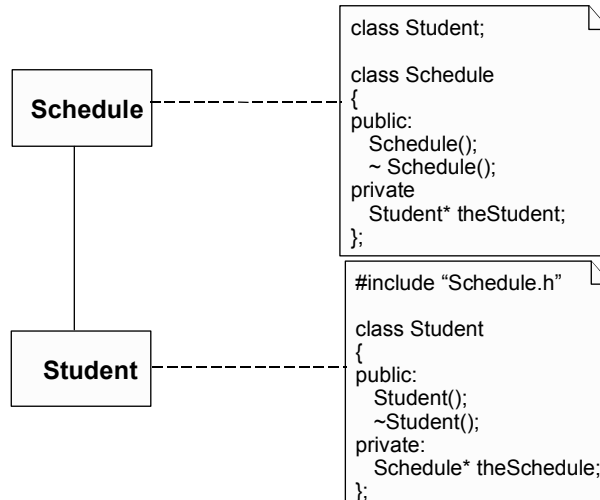 class Student;
class Schedule
{
public:
Schedule();
~ Schedule();
private
Student* theStudent;
};
Schedule
#include “Schedule.h”
class Student
{
public:
Student();
~Student();
private:
Schedule* theSchedule;
};
Student